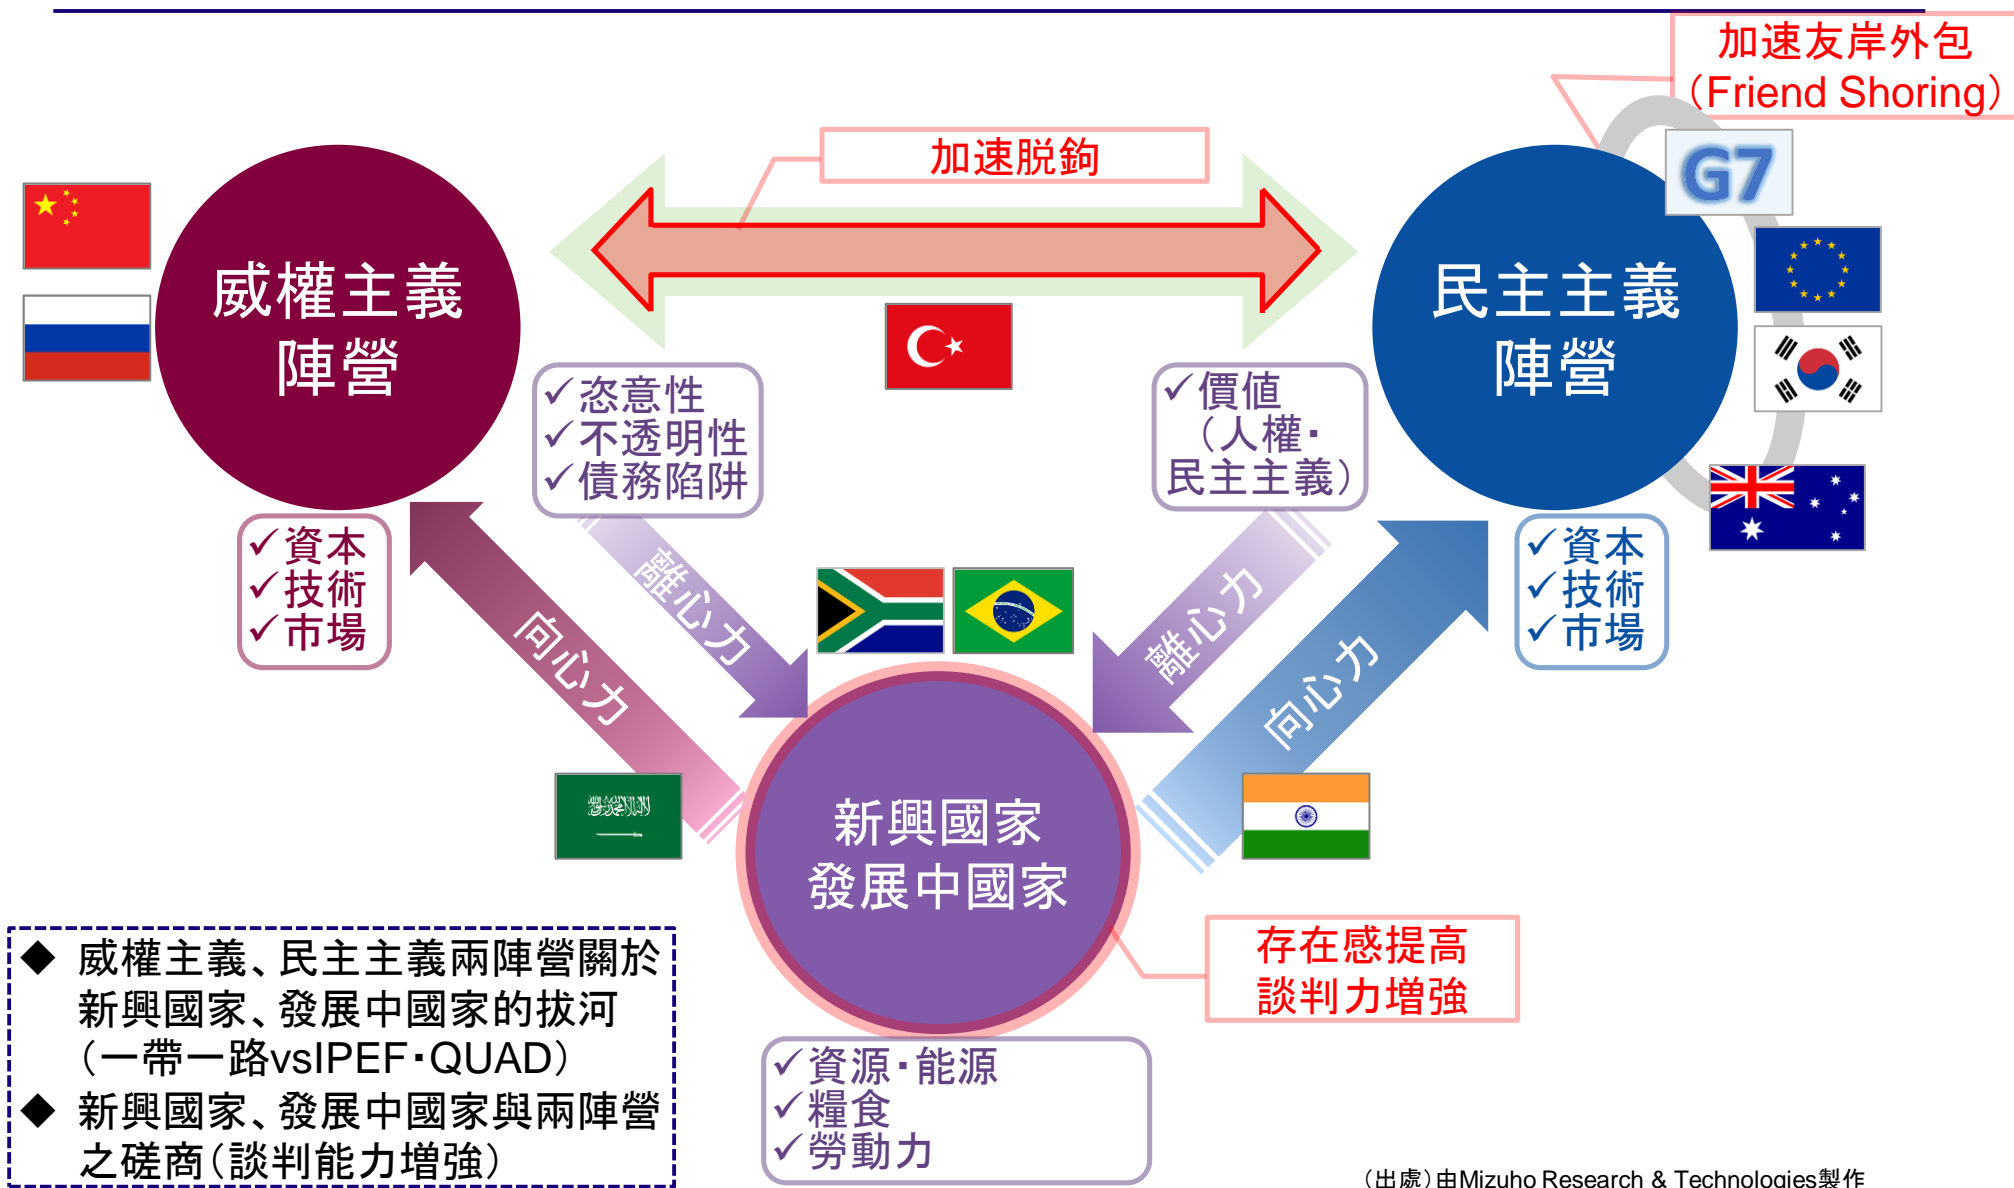 加速友岸外包
（Friend Shoring）
加速脱鉤
G7
威權主義
陣營
民主主義
陣營
✓恣意性
✓不透明性
✓債務陷阱
✓價値
（人權・
民主主義）
✓資本
✓技術
✓市場
✓資本
✓技術
✓市場
向心力
離心力
離心力
向心力
新興國家
發展中國家
存在感提高
談判力增強
✓資源・能源
✓糧食
✓勞動力
◆ 威權主義、民主主義兩陣營關於
新興國家、發展中國家的拔河
（一帶一路vsIPEF・QUAD）
◆ 新興國家、發展中國家與兩陣營
之磋商（談判能力增強）
（出處）由Mizuho Research & Technologies製作